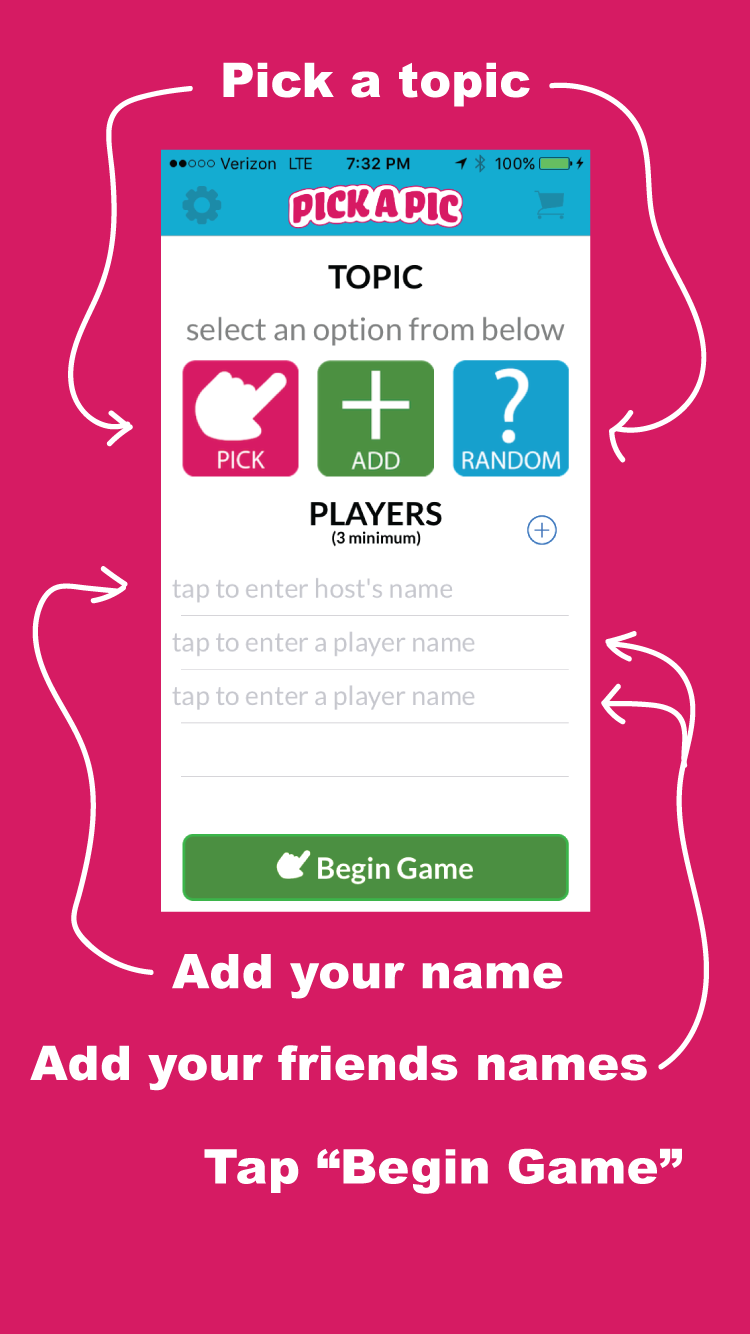 Pick a topic
Verizon LTE 7:32 PM 100%
PICK A PIC
TOPIC
select an option from below
PICK ADD RANDOM
PLAYERS
(3 minimum)
tap to enter host's name
tap to enter a player name
tap to enter a player name
Begin Game
Add your name
Add your friends names
Tap “Begin Game”